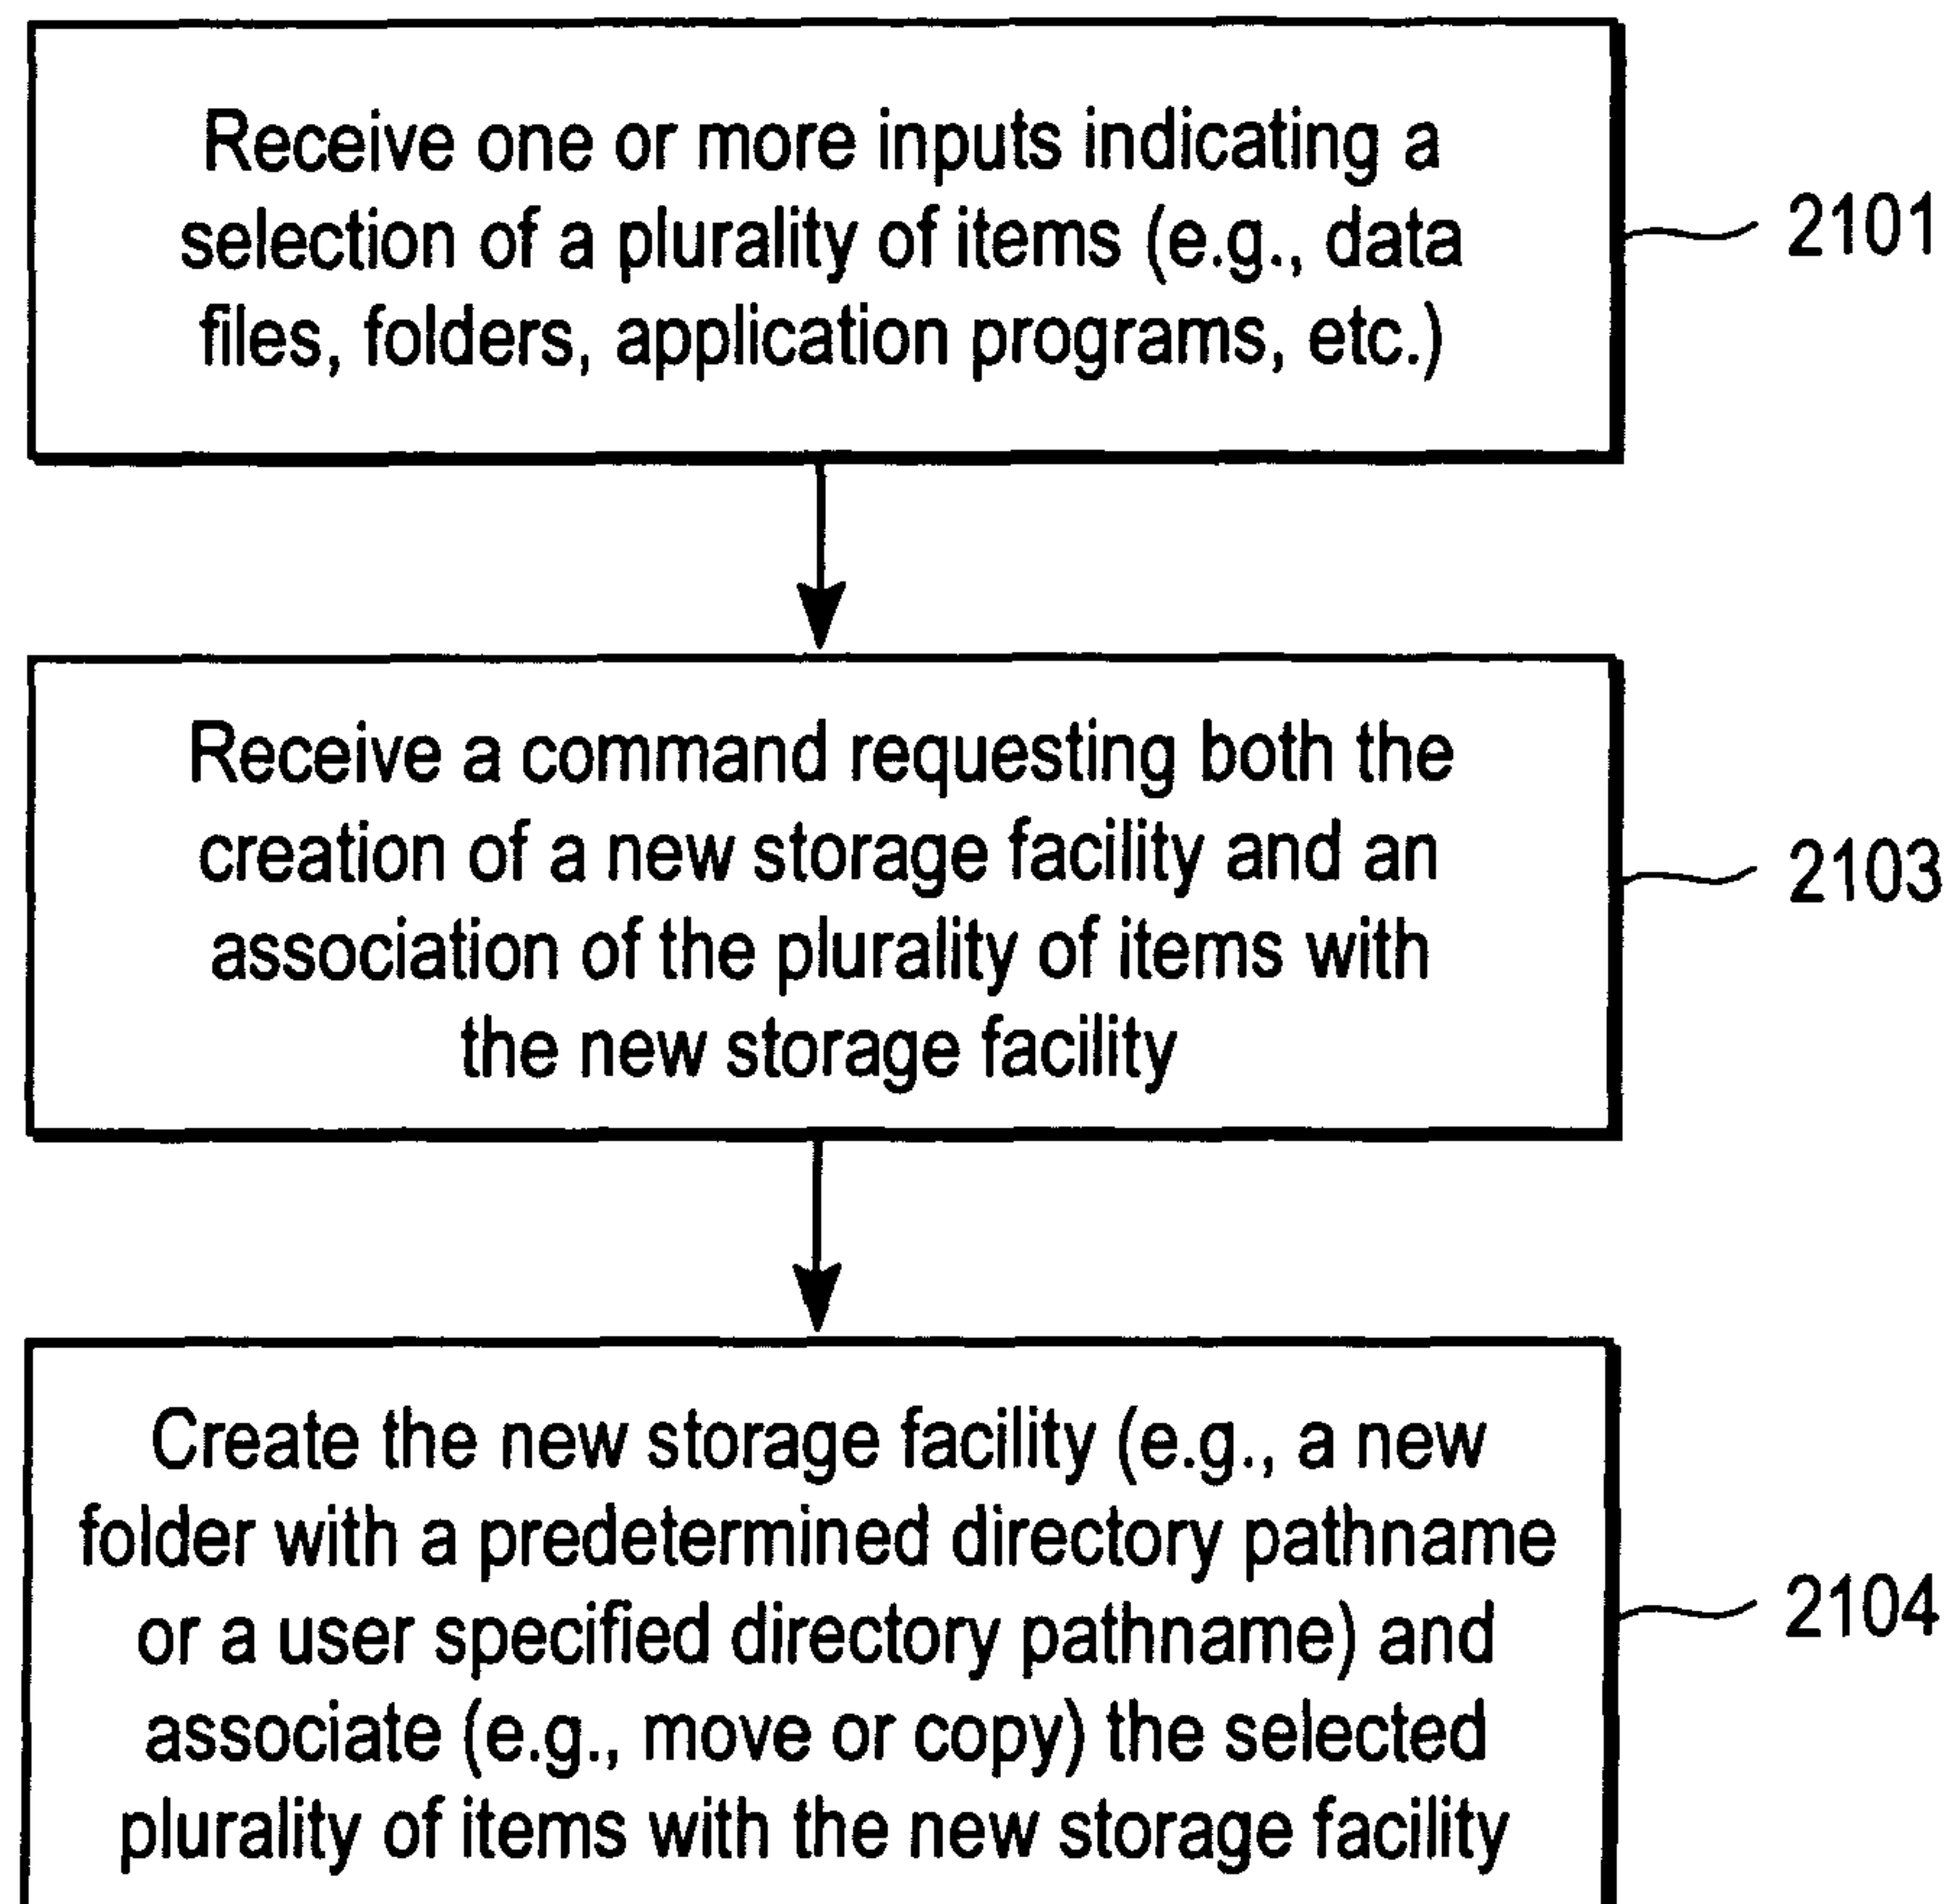 Receive one or more inputs indicating a
selection of a plurality of items (e.g., data
files, folders, application programs, etc.)
2101
Receive a command requesting both the
creation of a new storage facility and an
association of the plurality of items with
the new storage facility
2103
Create the new storage facility (e.g., a new
folder with a predetermined directory pathname
or a user specified directory pathname) and
associate (e.g., move or copy) the selected
plurality of items with the new storage facility
2104